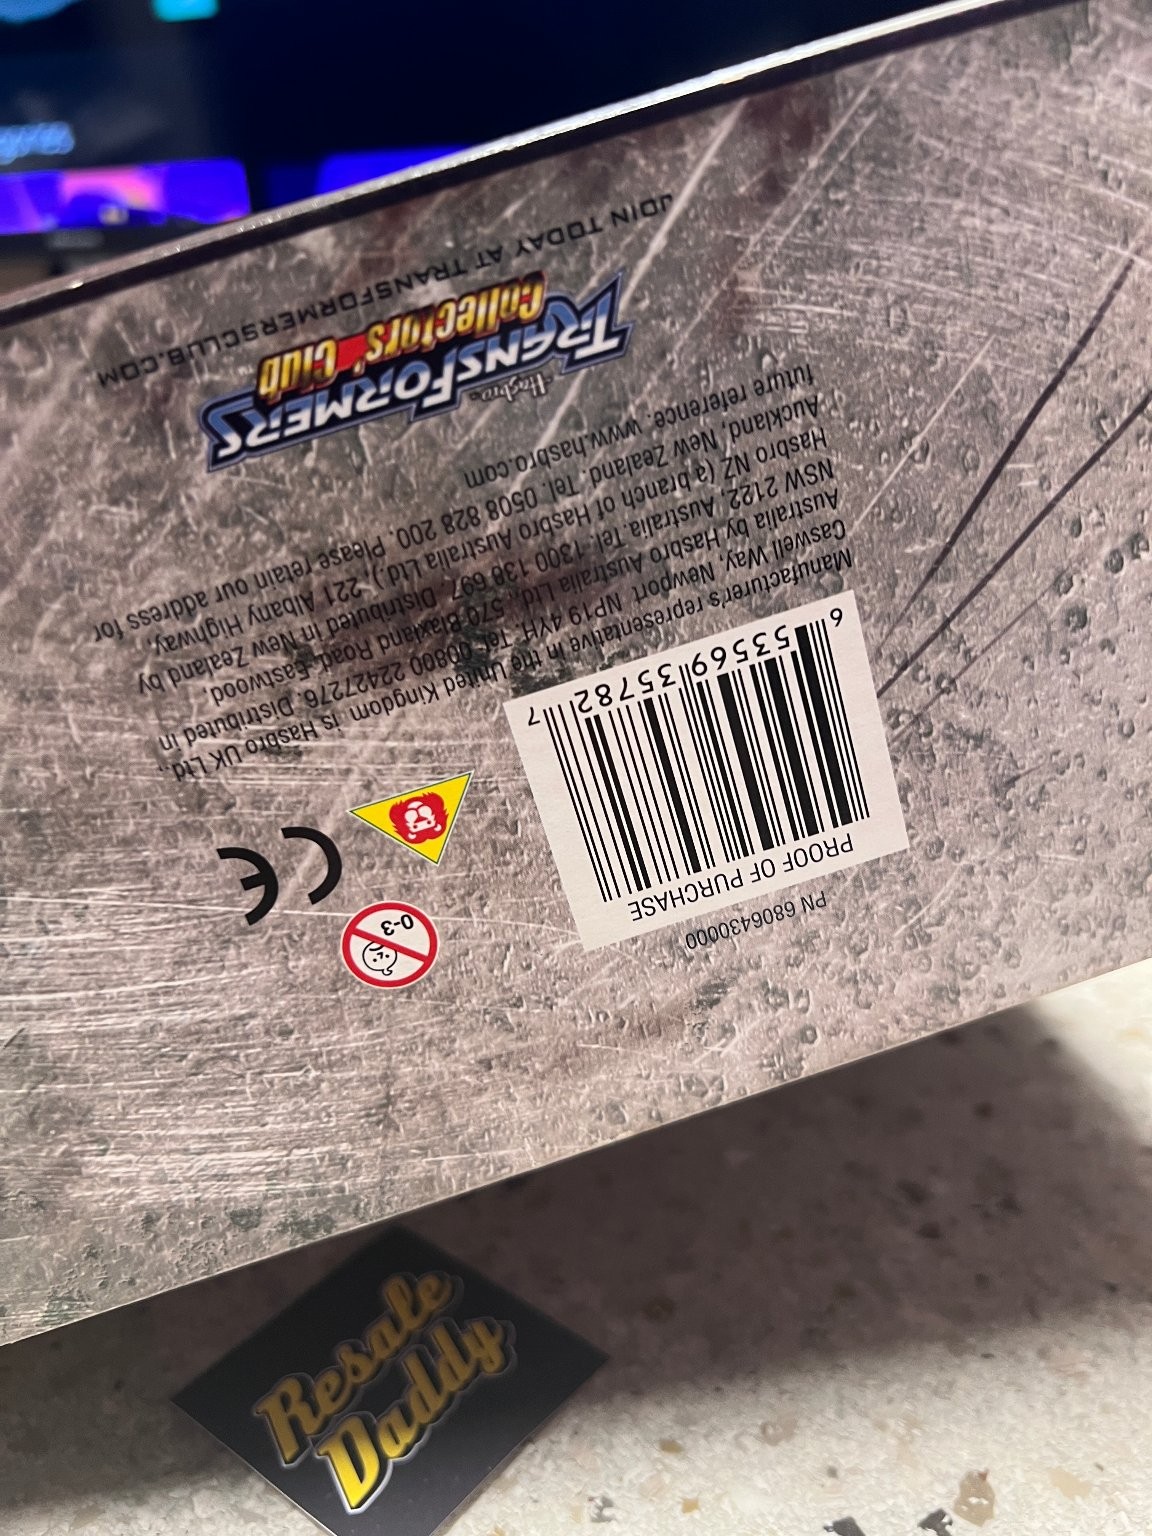 JOIN TODAY AT TRANSFORMERSCLUB.COM
Hasbro
TRANSFORMERS
Collectors' Club™
Manufacturer's representative in the United Kingdom is Hasbro UK Ltd.,
Caswell Way, Newport, NP19 4YH. Tel. 00800 22427276. Distributed in
Australia by Hasbro Australia Ltd., 570 Blaxland Road, Eastwood,
NSW 2122, Australia. Tel. 1300 138 697. Distributed in New Zealand by
Hasbro NZ (a branch of Hasbro Australia Ltd.), 221 Albany Highway,
Auckland, New Zealand. Tel. 0508 828 200. Please retain our address for
future reference. www.hasbro.com
6 53569 35782 7
PROOF OF PURCHASE
PN 6806430000
CE
0-3
Resale
Daddy